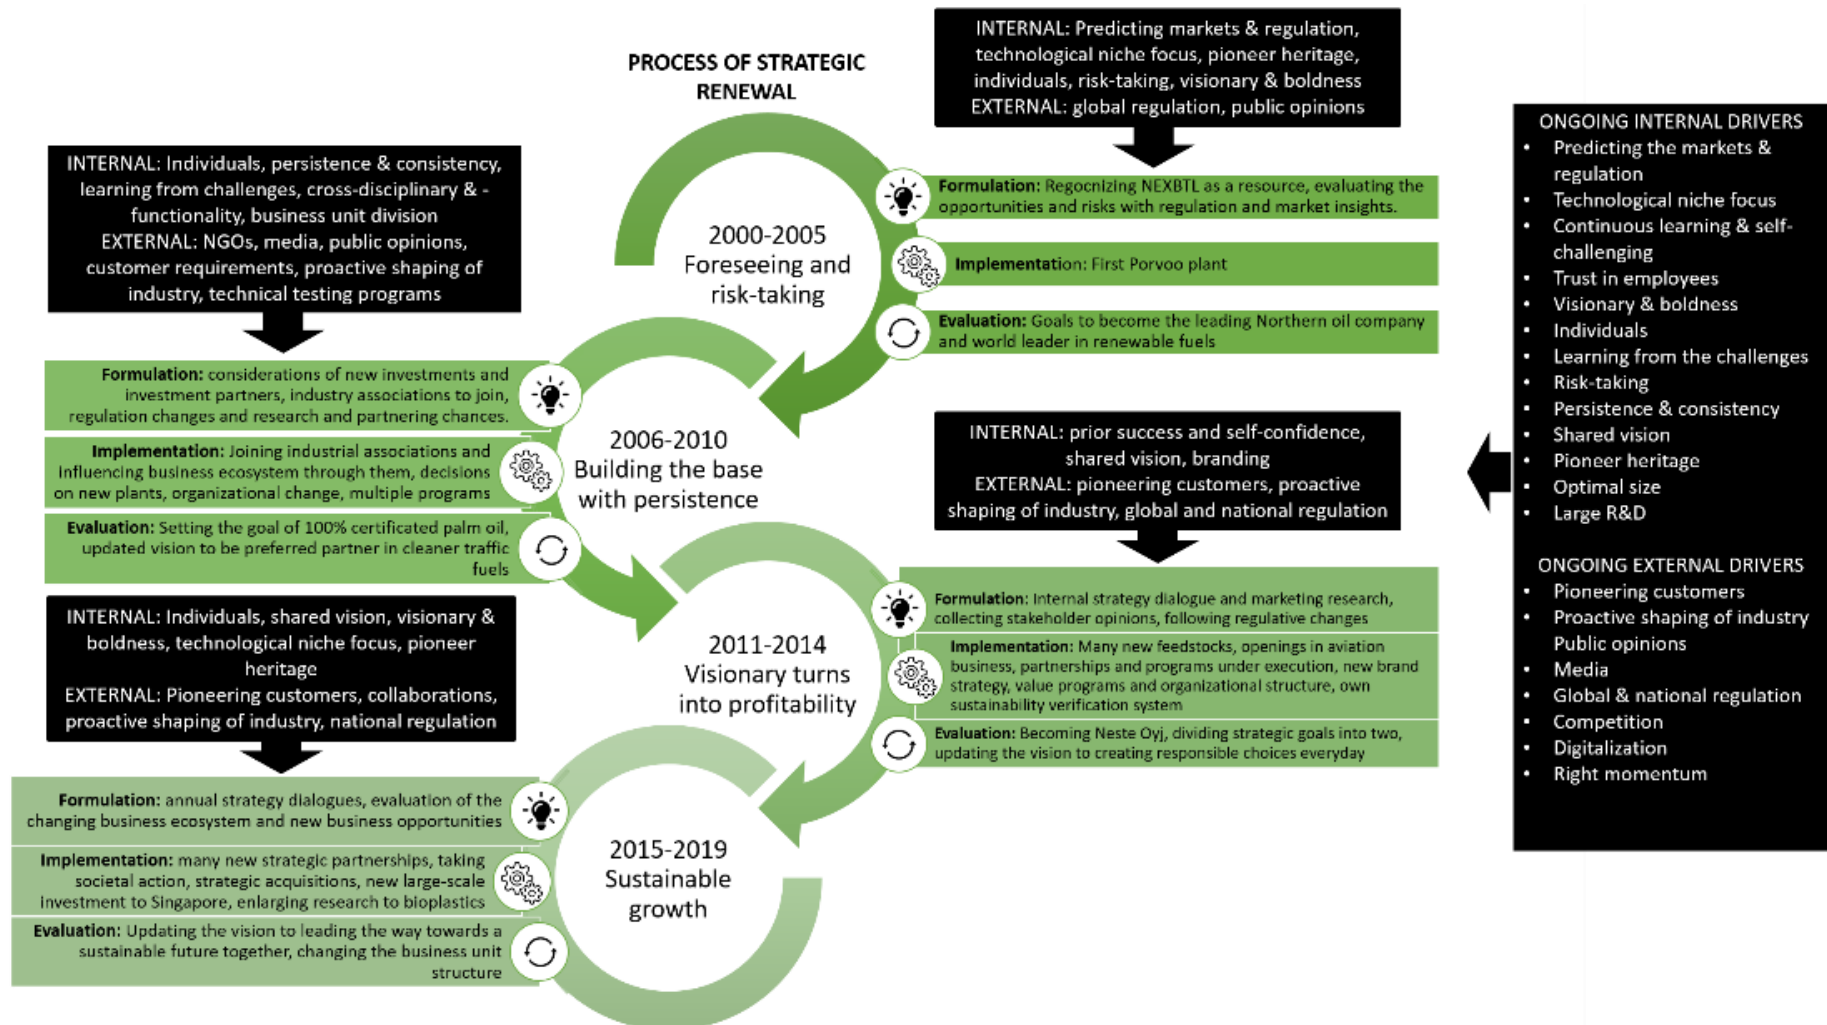 PROCESS OF STRATEGIC
RENEWAL
INTERNAL: Predicting markets & regulation,
technological niche focus, pioneer heritage,
individuals, risk-taking, visionary & boldness
EXTERNAL: global regulation, public opinions
2000-2005
Foreseeing and
risk-taking
Formulation: Regocnizing NEXBTL as a resource, evaluating the
opportunities and risks with regulation and market insights.
Implementation: First Porvoo plant
Evaluation: Goals to become the leading Northern oil company
and world leader in renewable fuels
INTERNAL: Individuals, persistence & consistency,
learning from challenges, cross-disciplinary & -
functionality, business unit division
EXTERNAL: NGOs, media, public opinions,
customer requirements, proactive shaping of
industry, technical testing programs
Formulation: considerations of new investments and
investment partners, industry associations to join,
regulation changes and research and partnering chances.
Implementation: Joining industrial associations and
Influencing business ecosystem through them, decisions
on new plants, organizational change, multiple programs
Evaluation: Setting the goal of 100% certificated palm oil,
updated vision to be preferred partner in cleaner traffic
fuels
2006-2010
Building the base
with persistence
INTERNAL: prior success and self-confidence,
shared vision, branding
EXTERNAL: pioneering customers, proactive
shaping of industry, global and national regulation
2011-2014
Visionary turns
into profitability
Formulation: Internal strategy dialogue and marketing research,
collecting stakeholder opinions, following regulative changes
Implementation: Many new feedstocks, openings in aviation
business, partnerships and programs under execution, new brand
strategy, value programs and organizational structure, own
sustainability verification system
Evaluation: Becoming Neste Oyj, dividing strategic goals into two,
updating the vision to creating responsible choices everyday
INTERNAL: Individuals, shared vision, visionary &
boldness, technological niche focus, pioneer
heritage
EXTERNAL: Pioneering customers, collaborations,
proactive shaping of industry, national regulation
Formulation: annual strategy dialogues, evaluation of the
changing business ecosystem and new business opportunities
Implementation: many new strategic partnerships, taking
societal action, strategic acquisitions, new large-scale
investment to Singapore, enlarging research to bioplastics
Evaluation: Updating the vision to leading the way towards a
sustainable future together, changing the business unit
structure
2015-2019
Sustainable
growth
ONGOING INTERNAL DRIVERS
• Predicting the markets &
regulation
• Technological niche focus
• Continuous learning & self-
challenging
• Trust in employees
• Visionary & boldness
• Individuals
• Learning from the challenges
• Risk-taking
• Persistence & consistency
• Shared vision
• Pioneer heritage
• Optimal size
• Large R&D
ONGOING EXTERNAL DRIVERS
• Pioneering customers
• Proactive shaping of industry
Public opinions
• Media
• Global & national regulation
• Competition
• Digitalization
• Right momentum